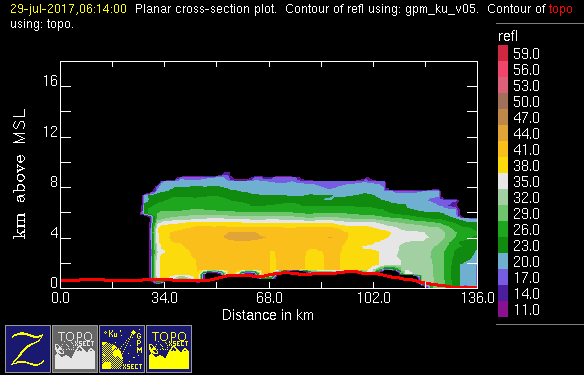 29-jul-2017,06:14:00 Planar cross-section plot. Contour of refl using: gpm_ku_v05. Contour of topo
using: topo.
refl
59.0
56.0
53.0
50.0
47.0
44.0
41.0
38.0
35.0
32.0
29.0
26.0
23.0
20.0
17.0
14.0
11.0
km above MSL
16
12
8
4
0
0.0 34.0 68.0 102.0 136.0
Distance in km
Z
TOPO
XSECT
"Ku"
GPM
XSECT
TOPO
XSECT